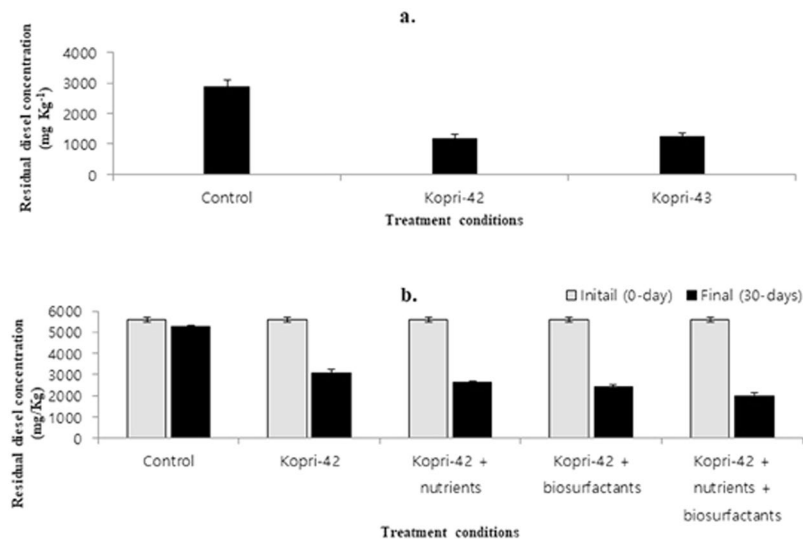 a.
Residual diesel concentration
(mg Kg-1)
4000
3000
2000
1000
0
Control Kopri-42 Kopri-43
Treatment conditions
b.
Initail (0-day) Final (30-days)
Residual diesel concentration
(mg/Kg)
6000
5000
4000
3000
2000
1000
0
Control Kopri-42 Kopri-42 + Kopri-42 + Kopri-42 +
nutrients biosurfactants nutrients +
biosurfactants
Treatment conditions